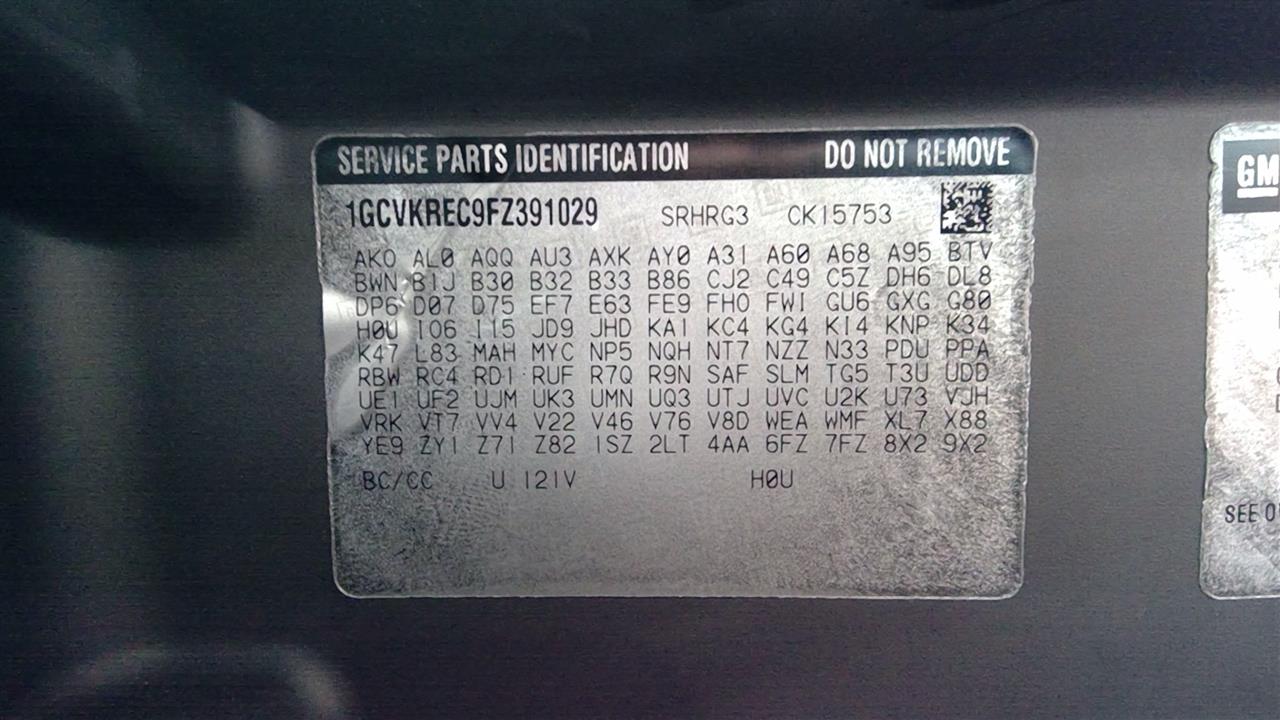 SERVICE PARTS IDENTIFICATION DO NOT REMOVE
1GCVKREC9FZ391029 SRHRG3 CK15753
AKO AL0 AQQ AU3 AXK AY0 A31 A60 A68 A95 BTV
BWN B1J B30 B32 B33 B86 CJ2 C49 C5Z DH6 DL8
DP6 D07 D75 EF7 E63 FE9 FHO FWI GU6 GXG G80
H0U IO6 I15 JD9 JHD KA1 KC4 KG4 KI4 KNP K34
K47 L83 MAH MYC NP5 NQH NT7 NZZ N33 PDU PPA
RBW RC4 RD1 RUF R7Q R9N SAF SLM TG5 T3U UDD
UE1 UF2 UJM UK3 UMN UQ3 UTJ UVC U2K U73 VJH
VRK VT7 VV4 V22 V46 V76 V8D WEA WMF XL7 X88
YE9 ZY1 Z71 Z82 1SZ 2LT 4AA 6FZ 7FZ 8X2 9X2
BC/CC U 121V H0U
GM
SEE